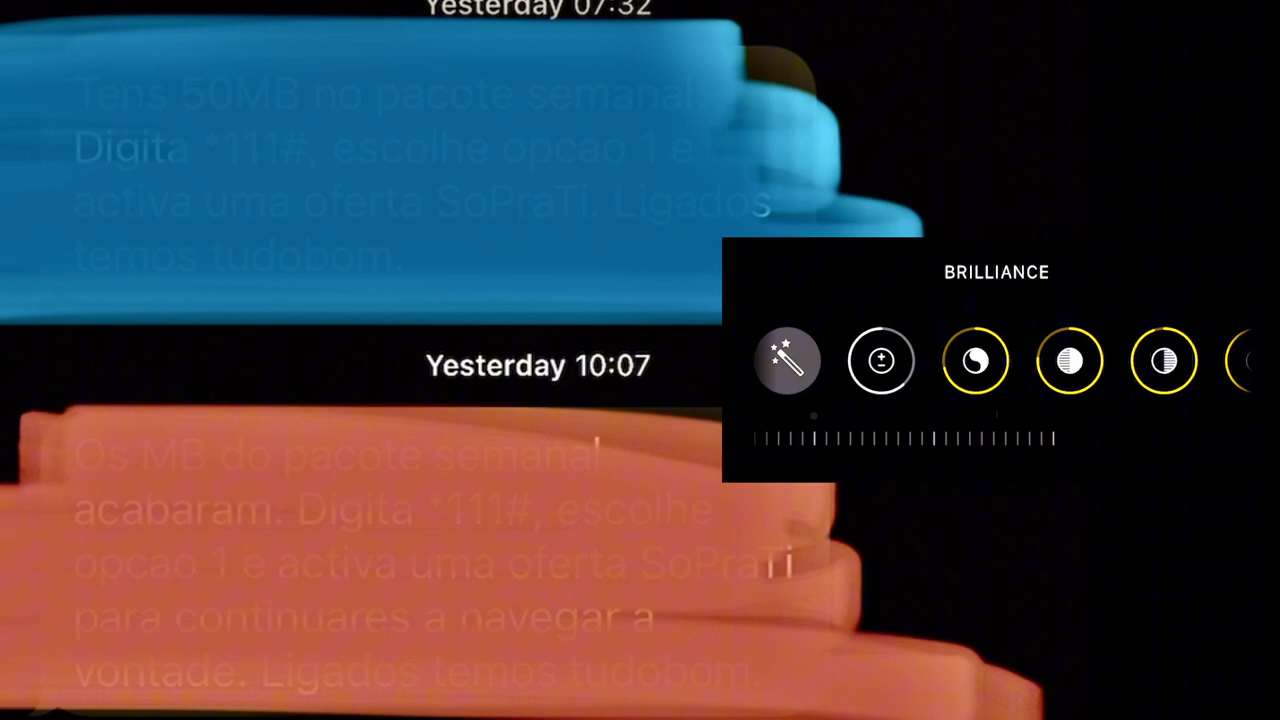 Yesterday 07:32
Tens 50MB no pacote semanal.
Digita *111#, escolhe opcao 1 e
activa uma oferta SoPraTi. Ligados
temos tudobom.
BRILLIANCE
Yesterday 10:07
Os MB do pacote semanal
acabaram. Digita *111#, escolhe
opcao 1 e activa uma oferta SoPraTi
para continuares a navegar a
vontade. Ligados temos tudobom.